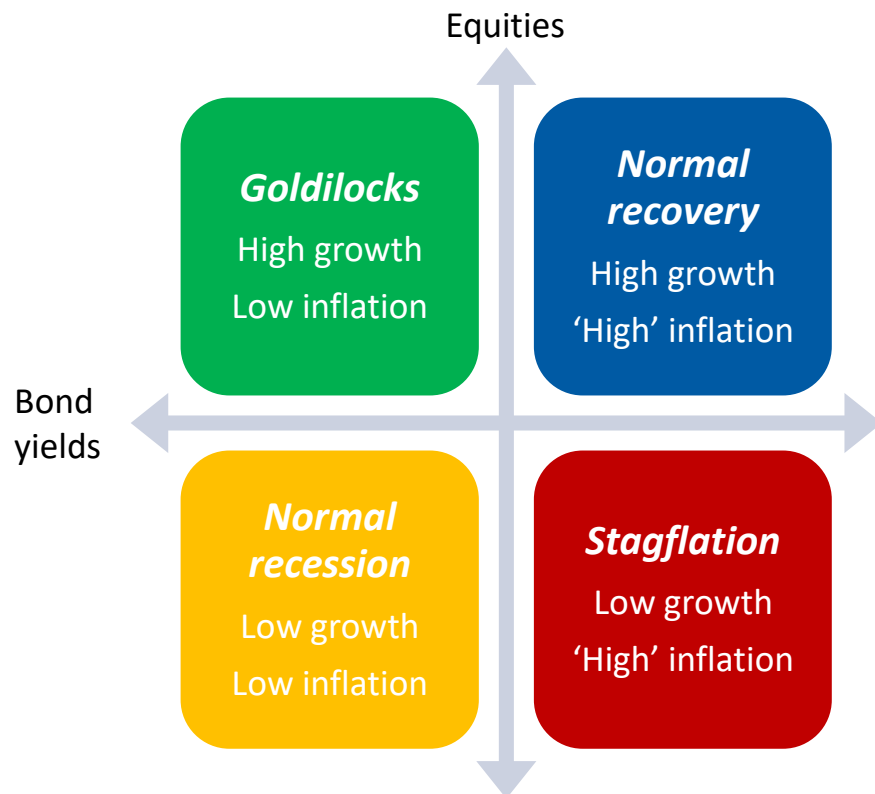 Equities
Goldilocks
High growth
Low inflation
Normal
recovery
High growth
‘High’ inflation
Bond
yields
Normal
recession
Low growth
Low inflation
Stagflation
Low growth
‘High’ inflation